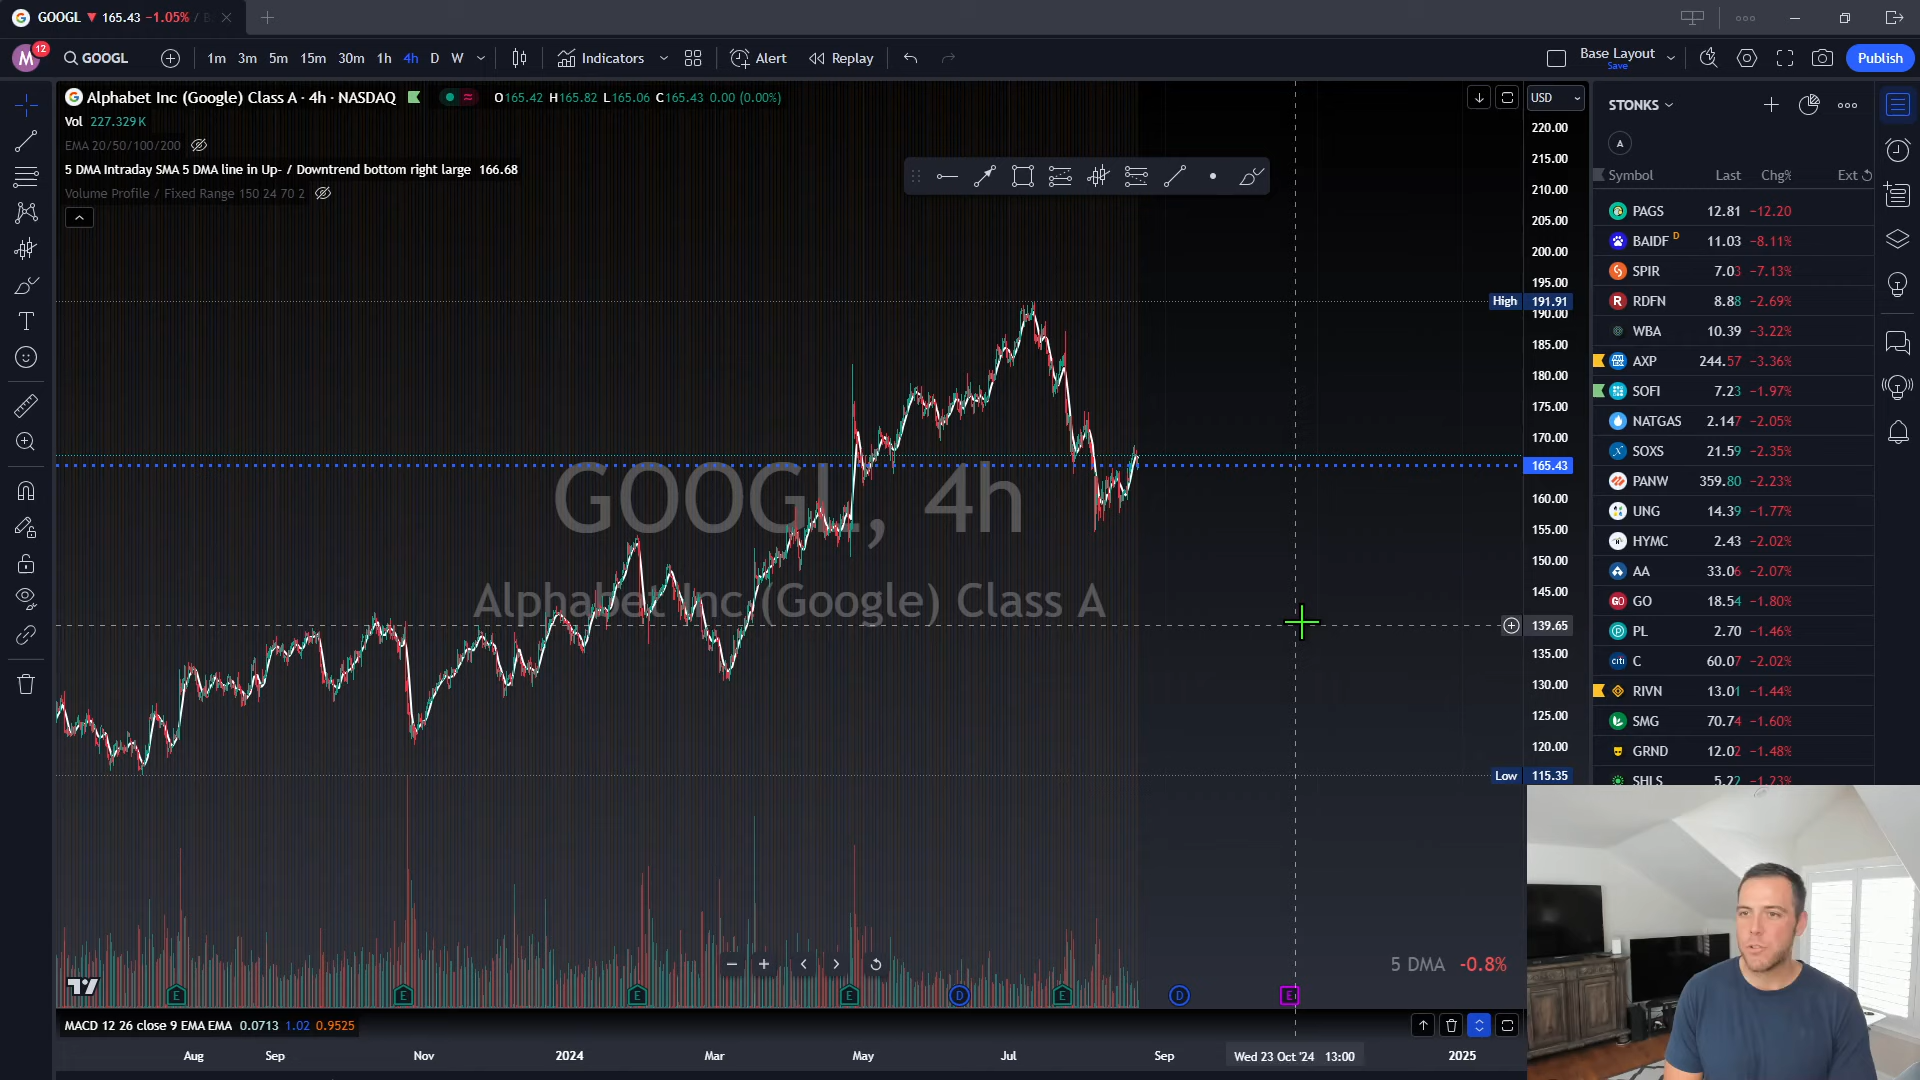 GOOGL ▼ 165.43 −1.05% /
M 12 GOOGL 1m 3m 5m 15m 30m 1h 4h D W Indicators Alert Replay Base Layout Save Publish
Alphabet Inc (Google) Class A · 4h · NASDAQ O165.42 H165.82 L165.06 C165.43 0.00 (0.00%)
Vol 227.329K
EMA 20/50/100/200
5 DMA Intraday SMA 5 DMA line in Up- / Downtrend bottom right large 166.68
Volume Profile / Fixed Range 150 24 70 2
USD
220.00
215.00
210.00
205.00
200.00
195.00
High 191.91
190.00
185.00
180.00
175.00
170.00
165.43
160.00
155.00
150.00
145.00
139.65
135.00
130.00
125.00
120.00
Low 115.35
GOOGL, 4h
Alphabet Inc (Google) Class A
5 DMA -0.8%
E E E E D E D E
MACD 12 26 close 9 EMA EMA 0.0713 1.02 0.9525
Aug Sep Nov 2024 Mar May Jul Sep Wed 23 Oct '24 13:00 2025
STONKS
A
Symbol Last Chg% Ext
PAGS 12.81 −12.20
BAIDF D 11.03 −8.11%
SPIR 7.03 −7.13%
RDFN 8.88 −2.69%
WBA 10.39 −3.22%
AXP 244.57 −3.36%
SOFI 7.23 −1.97%
NATGAS 2.147 −2.05%
SOXS 21.59 −2.35%
PANW 359.80 −2.23%
UNG 14.39 −1.77%
HYMC 2.43 −2.02%
AA 33.06 −2.07%
GO 18.54 −1.80%
PL 2.70 −1.46%
citi C 60.07 −2.02%
RIVN 13.01 −1.44%
SMG 70.74 −1.60%
GRND 12.02 −1.48%
SHLS 5.22 −1.23%